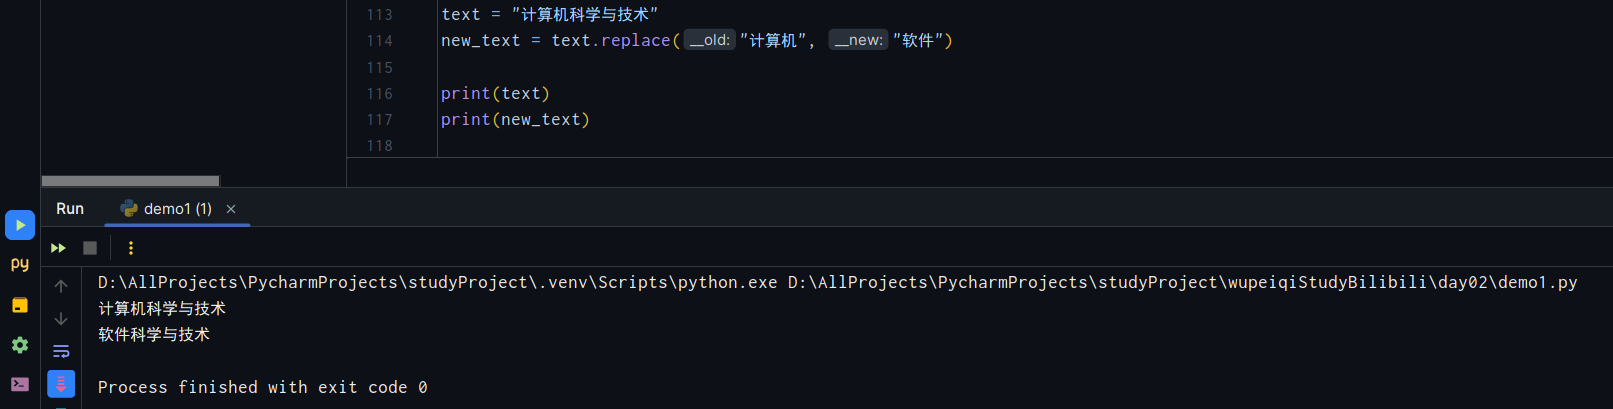 113 text = "计算机科学与技术"
114 new_text = text.replace( __old: "计算机", __new: "软件")
115
116 print(text)
117 print(new_text)
118
Run demo1 (1) ×
py
D:\AllProjects\PycharmProjects\studyProject\.venv\Scripts\python.exe D:\AllProjects\PycharmProjects\studyProject\wupeiqiStudyBilibili\day02\demo1.py
计算机科学与技术
软件科学与技术
Process finished with exit code 0